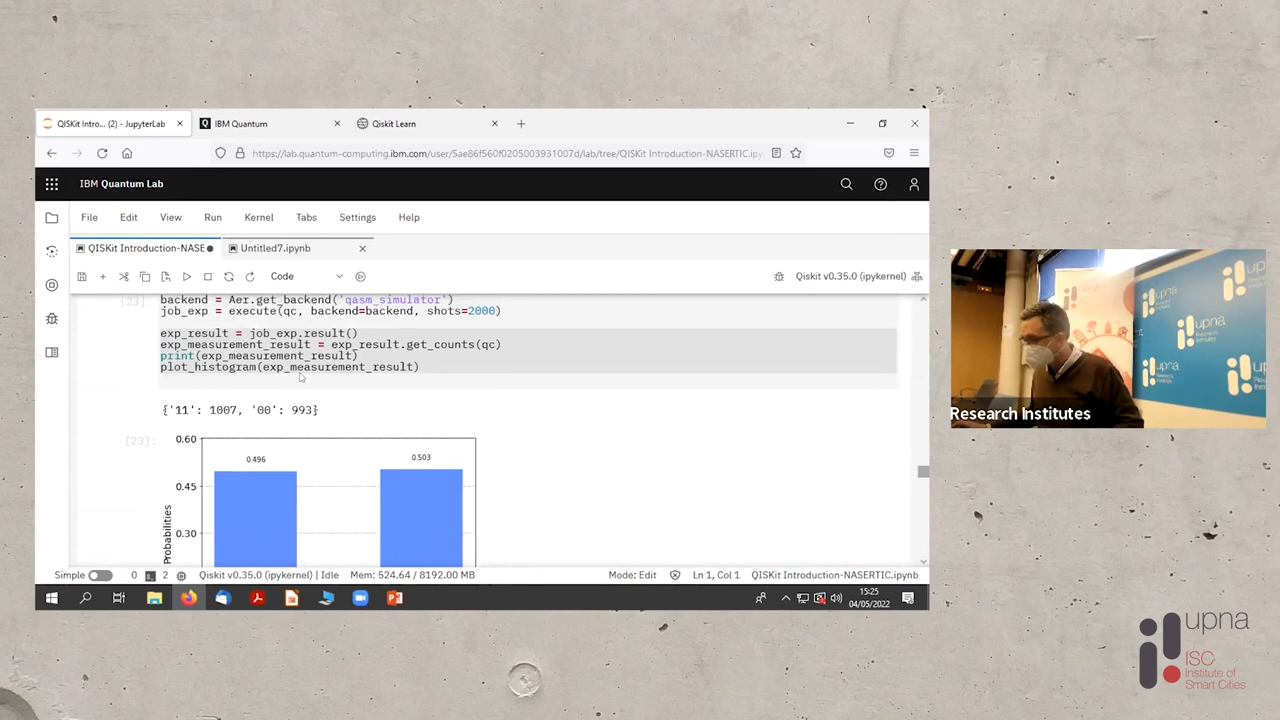 QISKit Intro... (2) - JupyterLab
IBM Quantum
Qiskit Learn
https://lab.quantum-computing.ibm.com/user/5ae86f560f0205003931007d/lab/tree/QISKit Introduction-NASERTIC.ipy
IBM Quantum Lab
File Edit View Run Kernel Tabs Settings Help
QISKit Introduction-NASE
Untitled7.ipynb
Code
Qiskit v0.35.0 (ipykernel)
[23]:
backend = Aer.get_backend('qasm_simulator')
job_exp = execute(qc, backend=backend, shots=2000)
exp_result = job_exp.result()
exp_measurement_result = exp_result.get_counts(qc)
print(exp_measurement_result)
plot_histogram(exp_measurement_result)
{'11': 1007, '00': 993}
[23]:
0.60
0.496
0.503
0.45
0.30
Probabilities
Simple
0
2
Qiskit v0.35.0 (ipykernel) | Idle
Mem: 524.64 / 8192.00 MB
Mode: Edit
Ln 1, Col 1
QISKit Introduction-NASERTIC.ipynb
15:25
04/05/2022
upna
upna
upna
upna
Research Institutes
upna
ISC
Institute of
Smart Cities